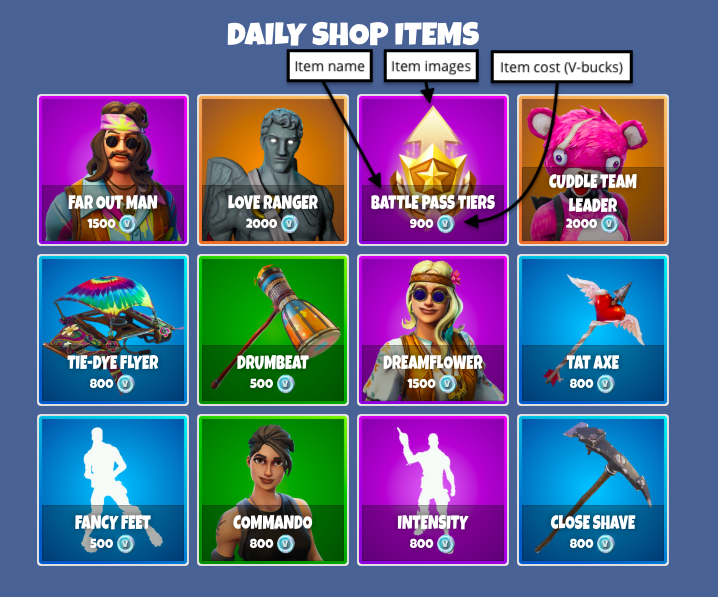 DAILY SHOP ITEMS
Item name
Item images
Item cost (V-bucks)
FAR OUT MAN
1500 V
LOVE RANGER
2000 V
BATTLE PASS TIERS
900 V
CUDDLE TEAM
LEADER
2000 V
TIE-DYE FLYER
800 V
DRUMBEAT
500 V
DREAMFLOWER
1500 V
TAT AXE
800 V
FANCY FEET
500 V
COMMANDO
800 V
INTENSITY
800 V
CLOSE SHAVE
800 V